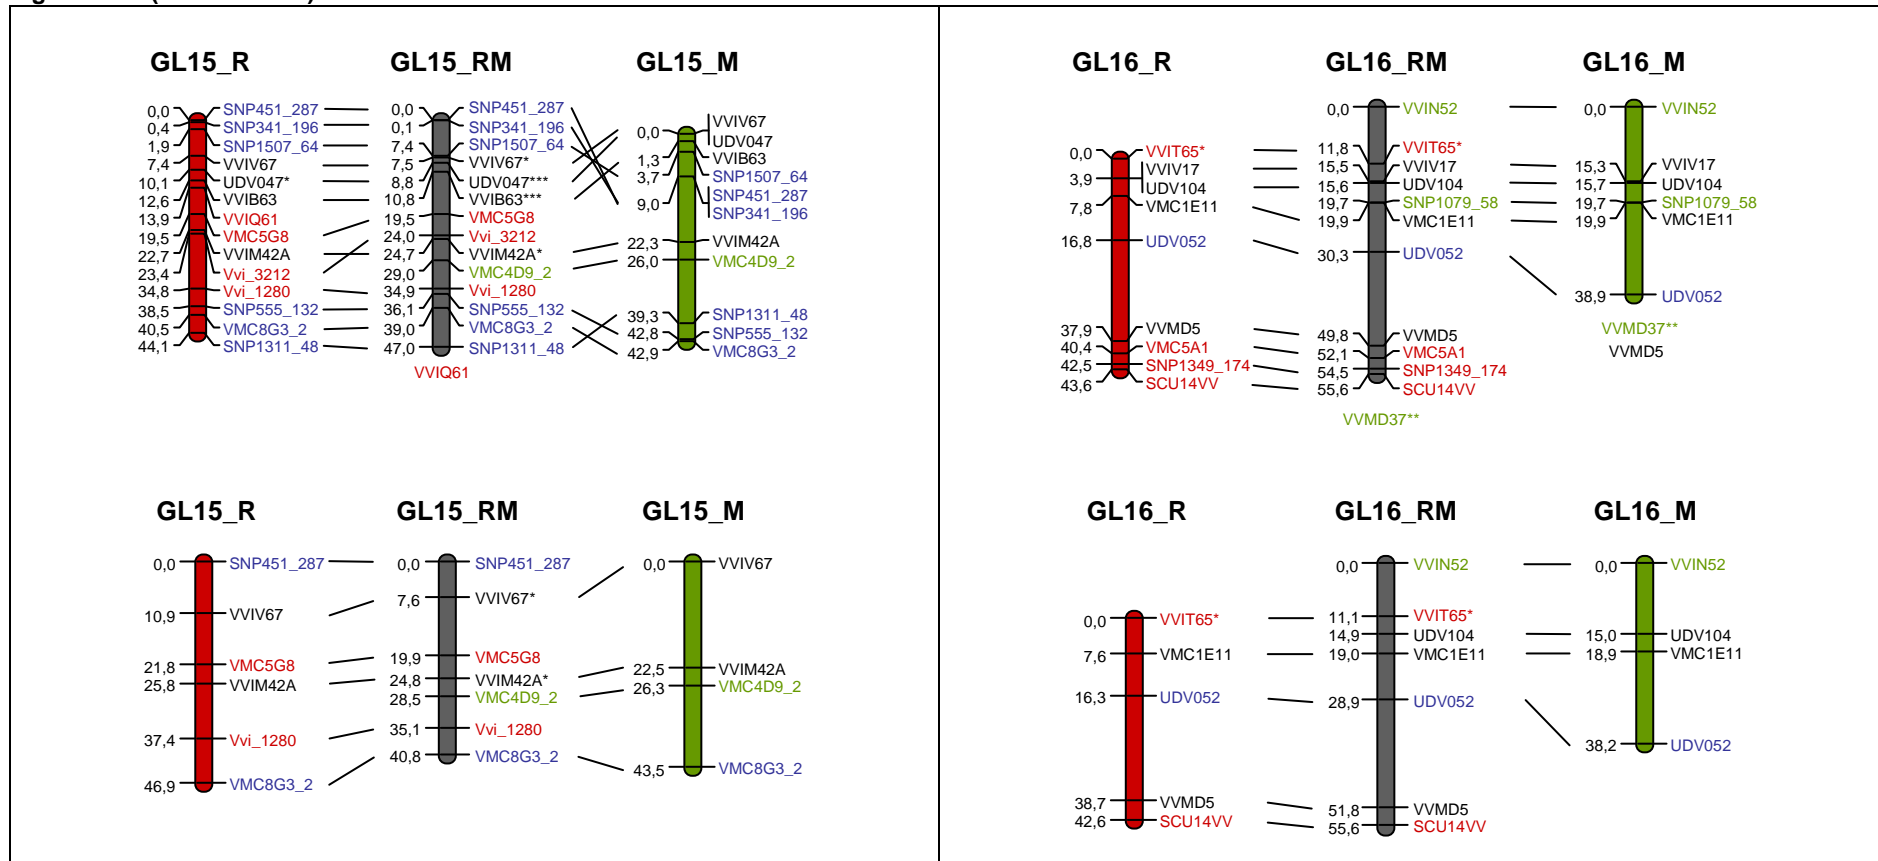 GL15_R GL15_RM GL15_M
0,0 SNP451_287
0,4 SNP341_196
1,9 SNP1507_64
7,4 VVIV67
10,1 UDV047*
12,6 VVIB63
13,9 VVIQ61
19,5 VMC5G8
22,7 VVIM42A
23,4 Vvi_3212
34,8 Vvi_1280
38,5 SNP555_132
40,5 VMC8G3_2
44,1 SNP1311_48
0,0 SNP451_287
0,1 SNP341_196
7,4 SNP1507_64
7,5 VVIV67*
8,8 UDV047***
10,8 VVIB63***
19,5 VMC5G8
24,0 Vvi_3212
24,7 VVIM42A*
29,0 VMC4D9_2
34,9 Vvi_1280
36,1 SNP555_132
39,0 VMC8G3_2
47,0 SNP1311_48
VVIQ61
VVIV67
0,0 UDV047
1,3 VVIB63
3,7 SNP1507_64
SNP451_287
9,0 SNP341_196
22,3 VVIM42A
26,0 VMC4D9_2
39,3 SNP1311_48
42,8 SNP555_132
42,9 VMC8G3_2
GL16_R GL16_RM GL16_M
0,0 VVIT65*
VVIV17
3,9 UDV104
7,8 VMC1E11
16,8 UDV052
37,9 VVMD5
40,4 VMC5A1
42,5 SNP1349_174
43,6 SCU14VV
0,0 VVIN52
11,8 VVIT65*
15,5 VVIV17
15,6 UDV104
19,7 SNP1079_58
19,9 VMC1E11
30,3 UDV052
49,8 VVMD5
52,1 VMC5A1
54,5 SNP1349_174
55,6 SCU14VV
VVMD37**
0,0 VVIN52
15,3 VVIV17
15,7 UDV104
19,7 SNP1079_58
19,9 VMC1E11
38,9 UDV052
VVMD37**
VVMD5
GL15_R GL15_RM GL15_M
0,0 SNP451_287
10,9 VVIV67
21,8 VMC5G8
25,8 VVIM42A
37,4 Vvi_1280
46,9 VMC8G3_2
0,0 SNP451_287
7,6 VVIV67*
19,9 VMC5G8
24,8 VVIM42A*
28,5 VMC4D9_2
35,1 Vvi_1280
40,8 VMC8G3_2
0,0 VVIV67
22,5 VVIM42A
26,3 VMC4D9_2
43,5 VMC8G3_2
GL16_R GL16_RM GL16_M
0,0 VVIT65*
7,6 VMC1E11
16,3 UDV052
38,7 VVMD5
42,6 SCU14VV
0,0 VVIN52
11,1 VVIT65*
14,9 UDV104
19,0 VMC1E11
28,9 UDV052
51,8 VVMD5
55,6 SCU14VV
0,0 VVIN52
15,0 UDV104
18,9 VMC1E11
38,2 UDV052